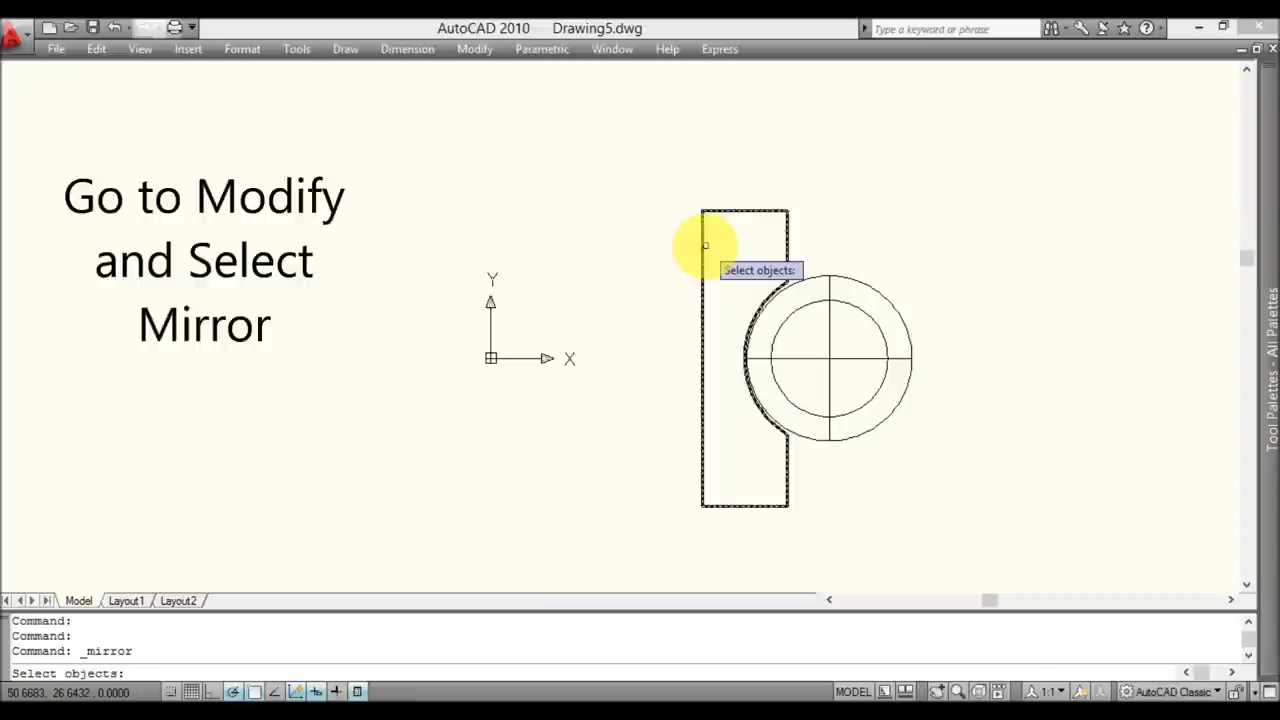 AutoCAD 2010 Drawing5.dwg
Type a keyword or phrase
File Edit View Insert Format Tools Draw Dimension Modify Parametric Window Help Express
Go to Modify
and Select
Mirror
Select objects:
Y
X
Tool Palettes - All Palettes
Model Layout1 Layout2
Command:
Command:
Command: _mirror
Select objects:
50.6683, 26.6432, 0.0000
MODEL
1:1
AutoCAD Classic